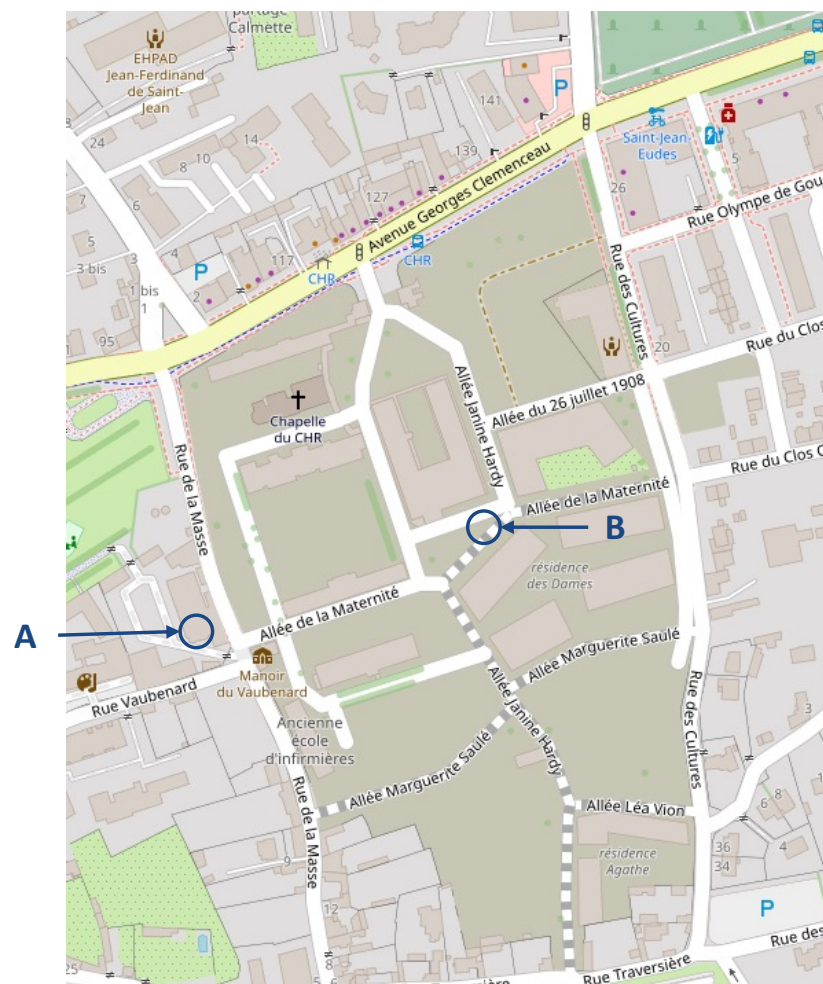 partage
Calmette
EHPAD
Jean-Ferdinand
de Saint-
Jean
P
141
139
127
117
14
10
8
24
7
6
5
4
3
3 bis
2
P
1 bis
1
95
Avenue Georges Clemenceau
CHR
CHR
Saint-Jean-
Eudes
5
26
20
Rue Olympe de Gou
Rue des Cultures
Rue du Clos
Rue du Clos C
Allée du 26 juillet 1908
Allée Janine Hardy
Chapelle
du CHR
Rue de la Masse
Allée de la Maternité
B
résidence
des Dames
A
Allée de la Maternité
Manoir
du Vaubenard
Rue Vaubenard
Allée Marguerite Saulé
Allée Janine Hardy
Rue des Cultures
Ancienne
école
d'infirmières
Allée Marguerite Saulé
Rue de la Masse
Allée Léa Vion
3
8
6
4
36
34
résidence
Agathe
9
12
P
8
6
25
Rue Traversière
Rue des